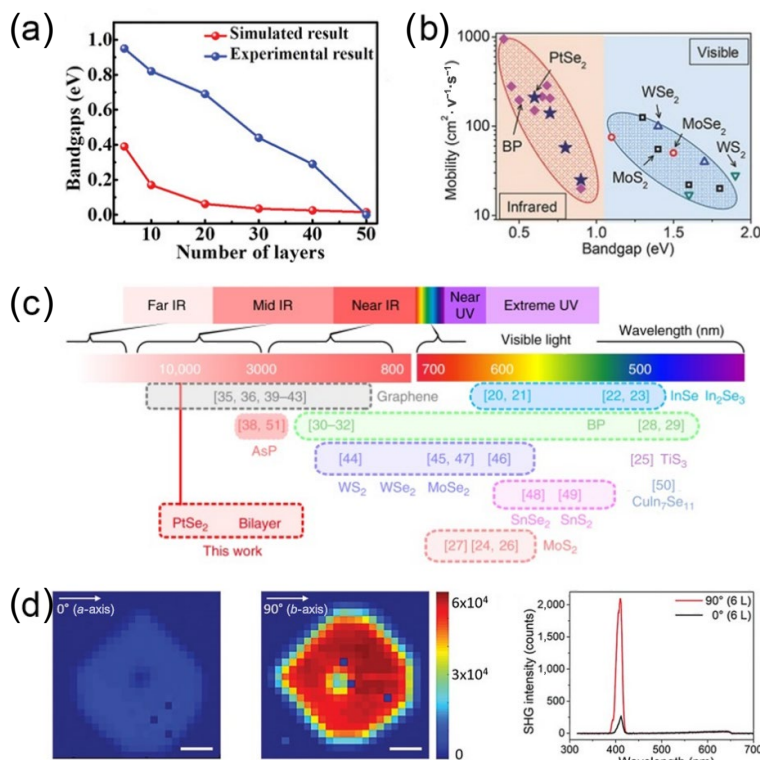 (a)
Simulated result
Experimental result
Bandgaps (eV)
1.0
0.8
0.6
0.4
0.2
0.0
10 20 30 40 50
Number of layers
(b)
Mobility (cm²· v⁻¹·s⁻¹)
1000
100
10
PtSe₂
BP
Infrared
Visible
WSe₂
MoSe₂
WS₂
MoS₂
0.5 1.0 1.5 2.0
Bandgap (eV)
(c)
Far IR Mid IR Near IR Near UV Extreme UV
Visible light Wavelength (nm)
10,000 3000 800 700 600 500
[35, 36, 39–43] Graphene [20, 21] [22, 23] InSe In₂Se₃
[38, 51] [30–32] BP [28, 29]
AsP
[44] [45, 47] [46] [25] TiS₃
WS₂ WSe₂ MoSe₂ [50]
CuIn₇Se₁₁
[48] [49]
SnSe₂ SnS₂
PtSe₂ Bilayer
This work
[27] [24, 26] MoS₂
(d)
0° (a-axis)
90° (b-axis)
6x10⁴
3x10⁴
0
SHG intensity (counts)
2,000
1,500
1,000
500
0
90° (6 L)
0° (6 L)
300 400 500 600 700
Wavelength (nm)